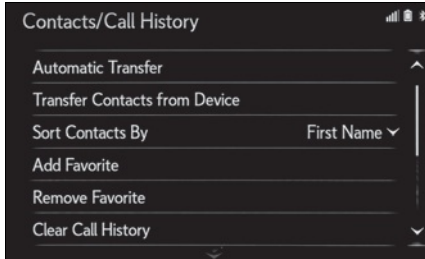 Contacts/Call History
Automatic Transfer
Transfer Contacts from Device
Sort Contacts By First Name
Add Favorite
Remove Favorite
Clear Call History